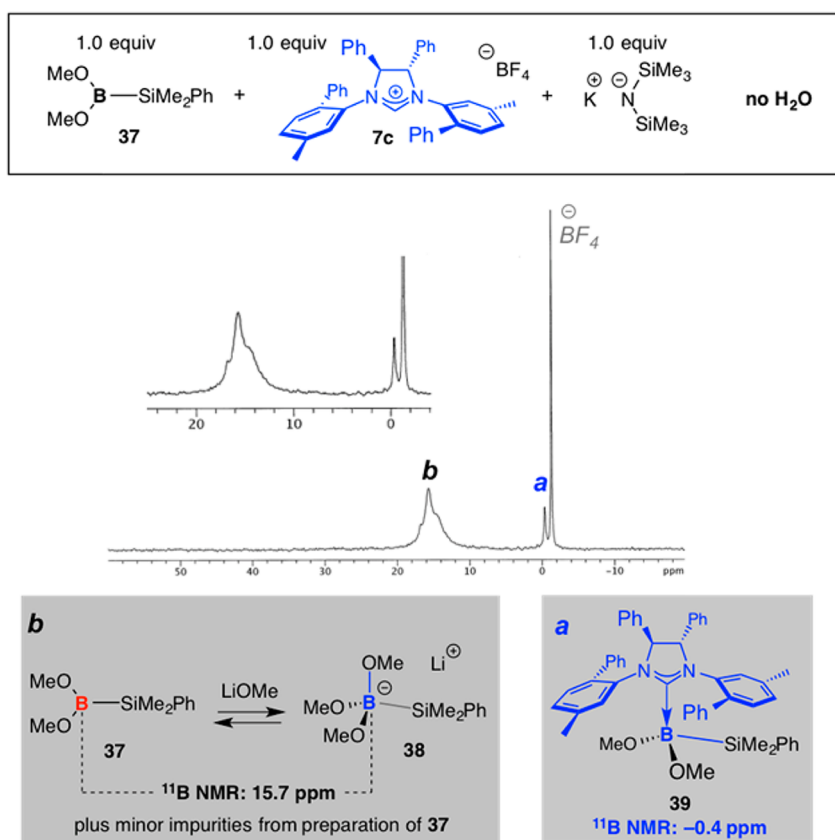 1.0 equiv 1.0 equiv 1.0 equiv
Ph Ph
⊖ BF4
MeO
B SiMe2Ph + Ph N ⊕ N + K ⊕ ⊖ N SiMe3 no H2O
MeO
Ph
SiMe3
37 7c
⊖
BF4
20 10 0
b a
50 40 30 20 10 0 −10 ppm
b
OMe Li⊕
MeO LiOMe ⊖
B SiMe2Ph MeO B SiMe2Ph
MeO MeO
37 38
11B NMR: 15.7 ppm
plus minor impurities from preparation of 37
a
Ph Ph
Ph N N
Ph
B
MeO SiMe2Ph
OMe
39
11B NMR: –0.4 ppm